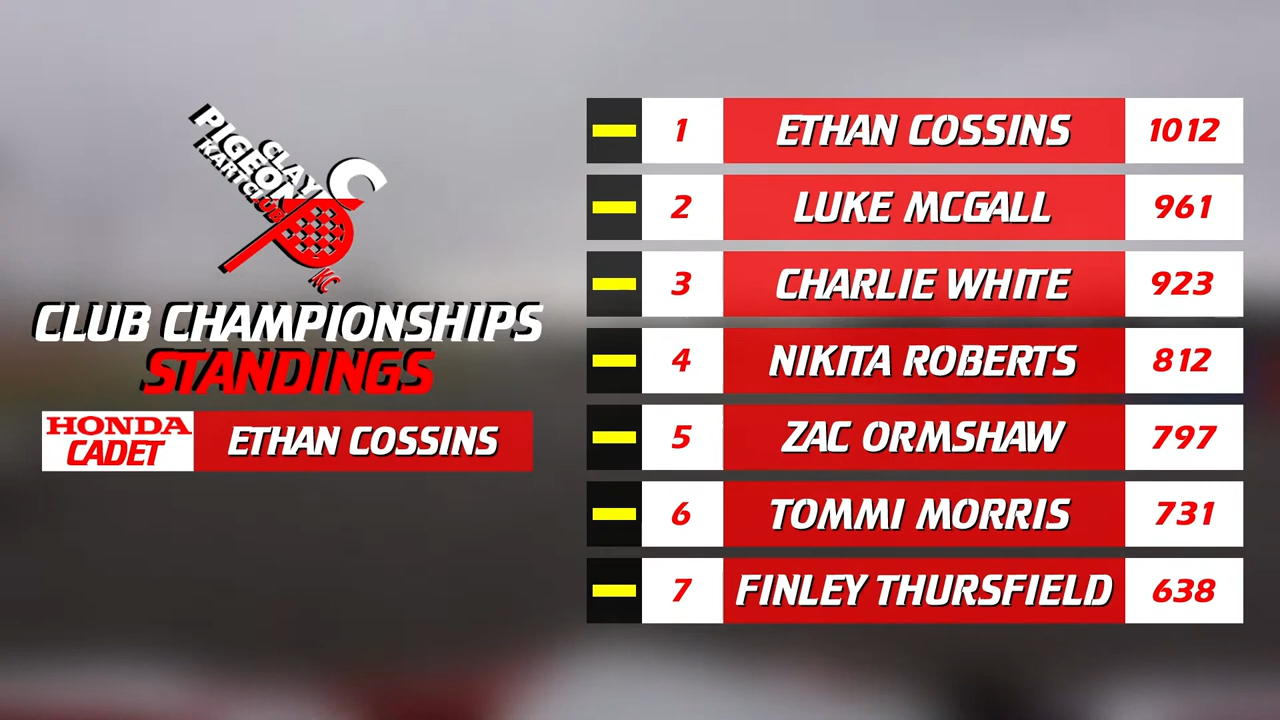 CLAY
PIGEON
KART CLUB
C
KC
CLUB CHAMPIONSHIPS
STANDINGS
HONDA
CADET
ETHAN COSSINS
1 ETHAN COSSINS 1012
2 LUKE MCGALL 961
3 CHARLIE WHITE 923
4 NIKITA ROBERTS 812
5 ZAC ORMSHAW 797
6 TOMMI MORRIS 731
7 FINLEY THURSFIELD 638